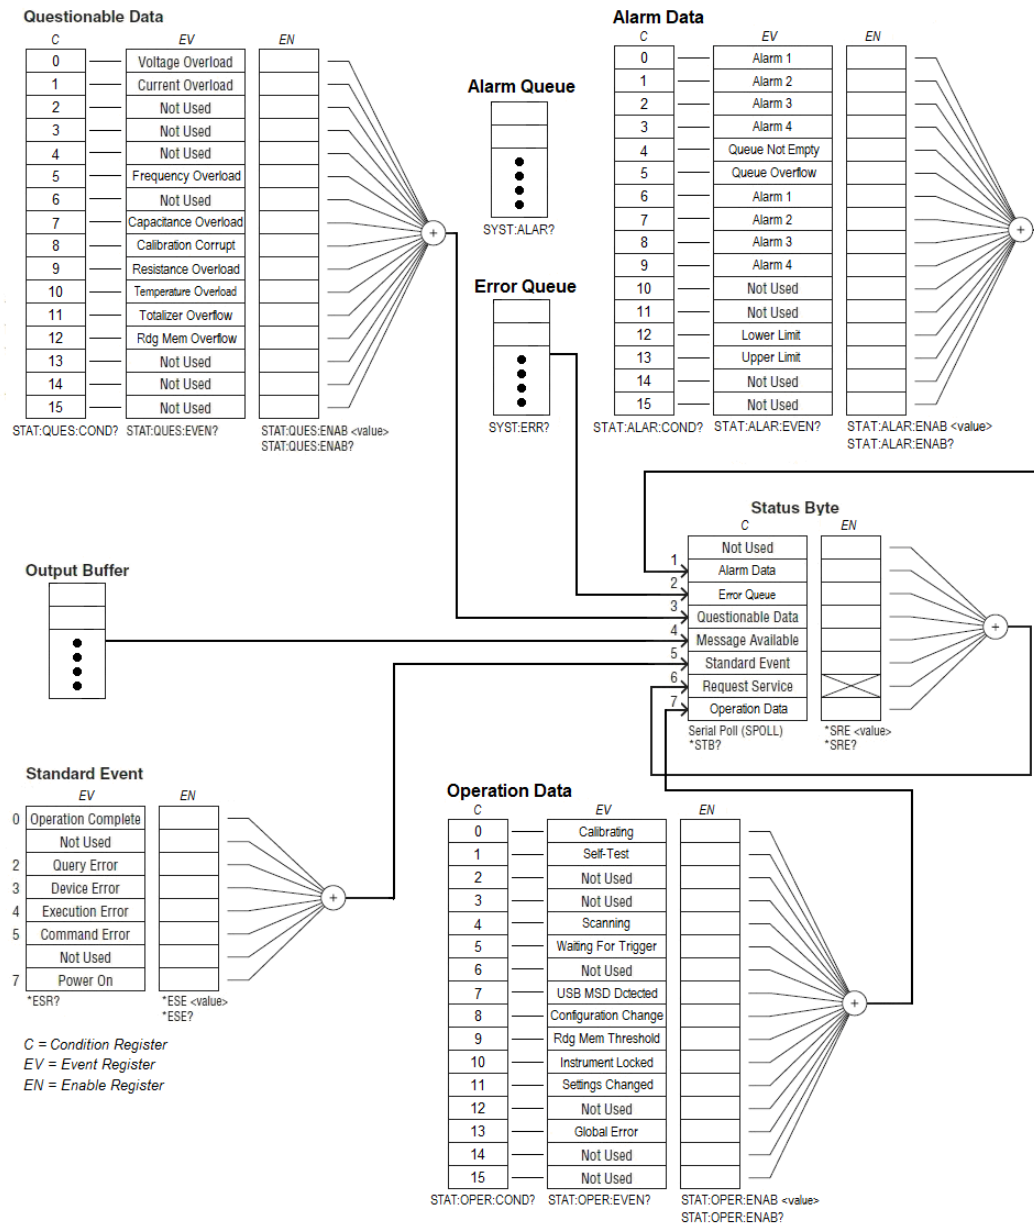 Questionable Data
C EV EN
0 Voltage Overload
1 Current Overload
2 Not Used
3 Not Used
4 Not Used
5 Frequency Overload
6 Not Used
7 Capacitance Overload
8 Calibration Corrupt
9 Resistance Overload
10 Temperature Overload
11 Totalizer Overflow
12 Rdg Mem Overflow
13 Not Used
14 Not Used
15 Not Used
STAT:QUES:COND? STAT:QUES:EVEN? STAT:QUES:ENAB <value>
STAT:QUES:ENAB?
+
Alarm Queue
SYST:ALAR?
Error Queue
SYST:ERR?
Alarm Data
C EV EN
0 Alarm 1
1 Alarm 2
2 Alarm 3
3 Alarm 4
4 Queue Not Empty
5 Queue Overflow
6 Alarm 1
7 Alarm 2
8 Alarm 3
9 Alarm 4
10 Not Used
11 Not Used
12 Lower Limit
13 Upper Limit
14 Not Used
15 Not Used
STAT:ALAR:COND? STAT:ALAR:EVEN? STAT:ALAR:ENAB <value>
STAT:ALAR:ENAB?
+
Output Buffer
Status Byte
C EN
Not Used
1 Alarm Data
2 Error Queue
3 Questionable Data
4 Message Available
5 Standard Event
6 Request Service
7 Operation Data
Serial Poll (SPOLL) *SRE <value>
*STB? *SRE?
+
Standard Event
EV EN
0 Operation Complete
Not Used
2 Query Error
3 Device Error
4 Execution Error
5 Command Error
Not Used
7 Power On
*ESR? *ESE <value>
*ESE?
+
C = Condition Register
EV = Event Register
EN = Enable Register
Operation Data
C EV EN
0 Calibrating
1 Self-Test
2 Not Used
3 Not Used
4 Scanning
5 Waiting For Trigger
6 Not Used
7 USB MSD Dctected
8 Configuration Change
9 Rdg Mem Threshold
10 Instrument Locked
11 Settings Changed
12 Not Used
13 Global Error
14 Not Used
15 Not Used
STAT:OPER:COND? STAT:OPER:EVEN? STAT:OPER:ENAB <value>
STAT:OPER:ENAB?
+